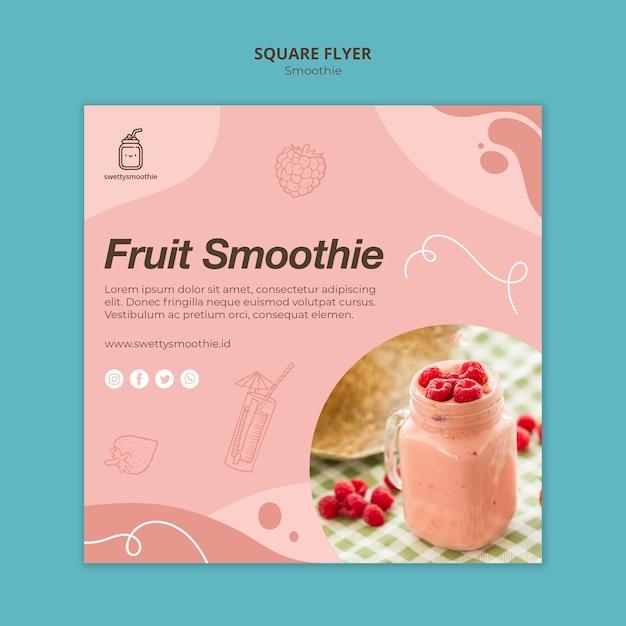 SQUARE FLYER
Smoothie
swettysmoothie
Fruit Smoothie
Lorem ipsum dolor sit amet, consectetur adipiscing
elit. Donec fringilla neque euismod volutpat cursus.
Vestibulum ac pretium orci, consequat elemen.
www.swettysmoothie.id